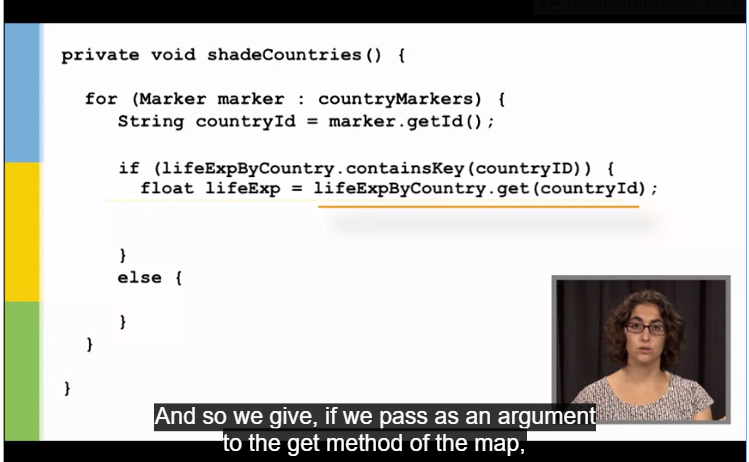 private void shadeCountries() {
for (Marker marker : countryMarkers) {
String countryId = marker.getId();
if (lifeExpByCountry.containsKey(countryID)) {
float lifeExp = lifeExpByCountry.get(countryId);
}
else {
}
}
}
And so we give, if we pass as an argument
to the get method of the map,